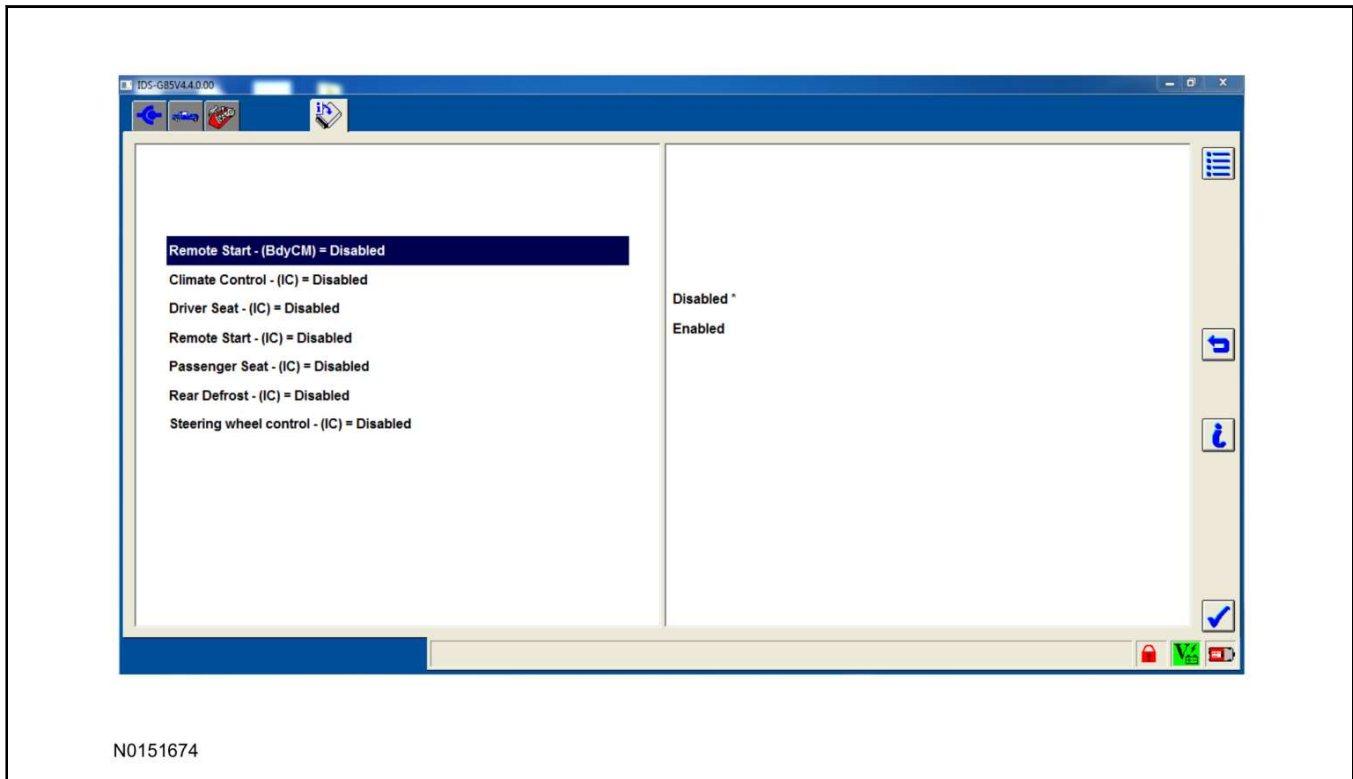 IDS-G85V4.4.0.00
Remote Start - (BdyCM) = Disabled
Climate Control - (IC) = Disabled
Driver Seat - (IC) = Disabled
Remote Start - (IC) = Disabled
Passenger Seat - (IC) = Disabled
Rear Defrost - (IC) = Disabled
Steering wheel control - (IC) = Disabled
Disabled *
Enabled
N0151674